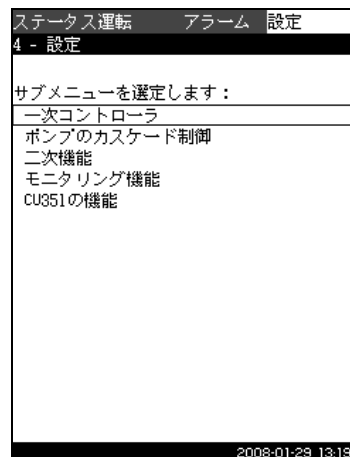 ステータス運転 アラーム 設定
4 - 設定
サブメニューを選定します：
一次コントローラ
ポンプのカスケード制御
二次機能
モニタリング機能
CU351の機能
2008-01-29 13:19